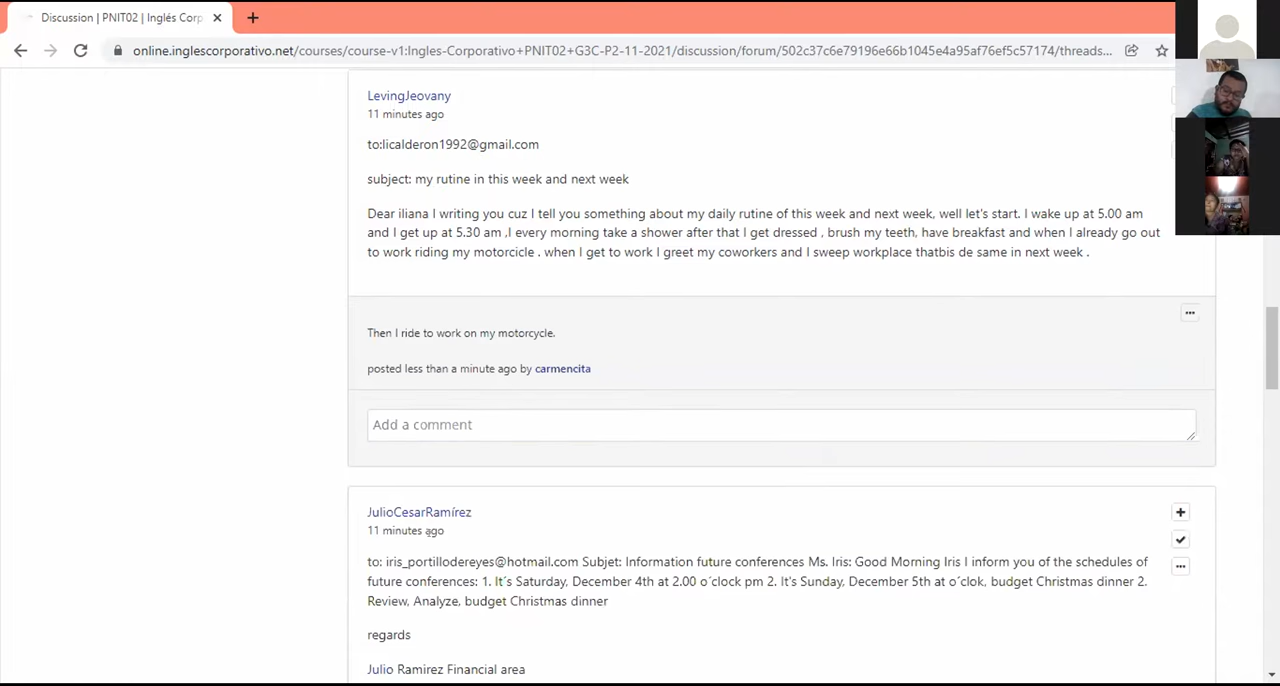 Discussion | PNIT02 | Inglés Corp
online.inglescorporativo.net/courses/course-v1:Ingles-Corporativo+PNIT02+G3C-P2-11-2021/discussion/forum/502c37c6e79196e66b1045e4a95af76ef5c57174/threads...
LevingJeovany
11 minutes ago
to:licalderon1992@gmail.com
subject: my rutine in this week and next week
Dear iliana I writing you cuz I tell you something about my daily rutine of this week and next week, well let's start. I wake up at 5.00 am
and I get up at 5.30 am ,I every morning take a shower after that I get dressed , brush my teeth, have breakfast and when I already go out
to work riding my motorcicle . when I get to work I greet my coworkers and I sweep workplace thatbis de same in next week .
Then I ride to work on my motorcycle.
posted less than a minute ago by carmencita
Add a comment
JulioCesarRamírez
11 minutes ago
to: iris_portillodereyes@hotmail.com Subjet: Information future conferences Ms. Iris: Good Morning Iris I inform you of the schedules of
future conferences: 1. It´s Saturday, December 4th at 2.00 o´clock pm 2. It's Sunday, December 5th at o´clok, budget Christmas dinner 2.
Review, Analyze, budget Christmas dinner
regards
Julio Ramirez Financial area